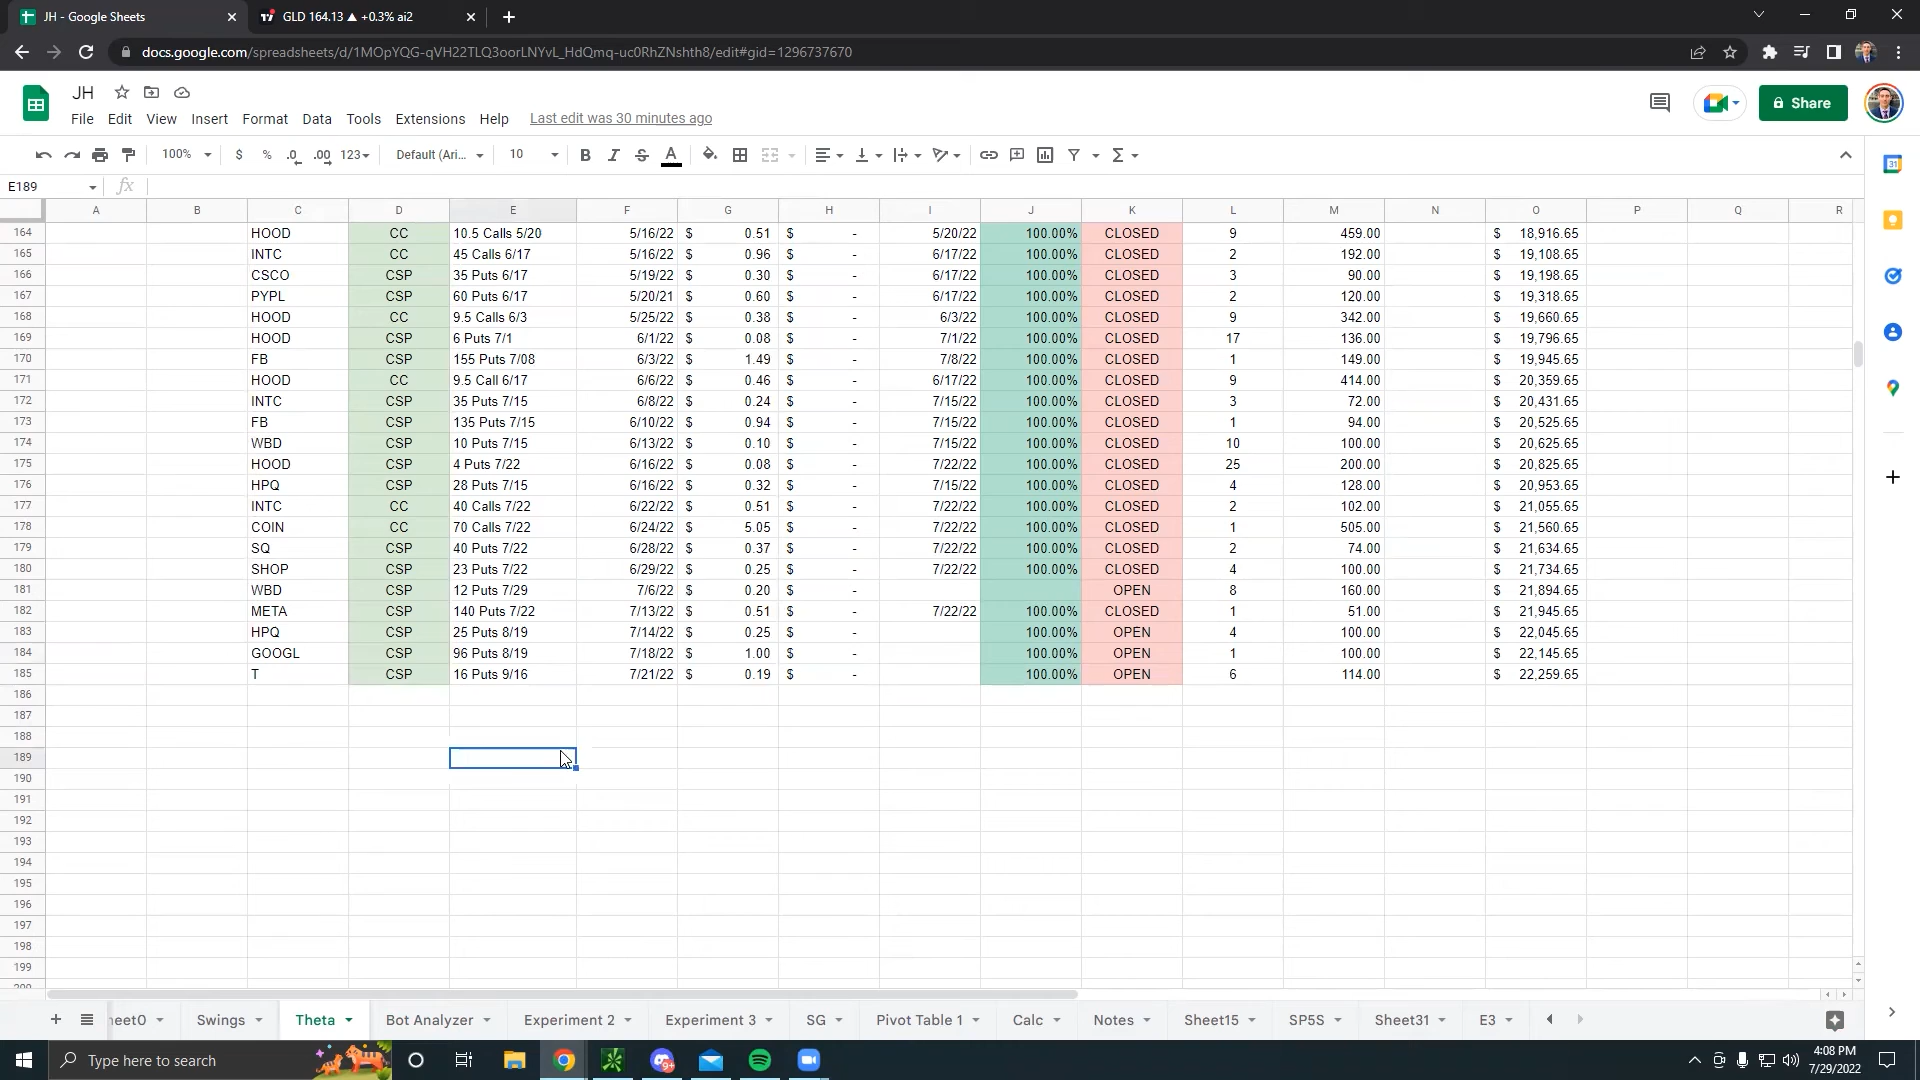 JH - Google Sheets
GLD 164.13 ▲ +0.3% ai2
docs.google.com/spreadsheets/d/1MOpYQG-qVH22TLQ3oorLNYvL_HdQmq-uc0RhZNshth8/edit#gid=1296737670
JH
File Edit View Insert Format Data Tools Extensions Help Last edit was 30 minutes ago
Share
100% $ % .0 .00 123 Default (Ari... 10 B I S A
E189 fx
A B C D E F G H I J K L M N O P Q R
164 HOOD CC 10.5 Calls 5/20 5/16/22 $ 0.51 $ - 5/20/22 100.00% CLOSED 9 459.00 $ 18,916.65
165 INTC CC 45 Calls 6/17 5/16/22 $ 0.96 $ - 6/17/22 100.00% CLOSED 2 192.00 $ 19,108.65
166 CSCO CSP 35 Puts 6/17 5/19/22 $ 0.30 $ - 6/17/22 100.00% CLOSED 3 90.00 $ 19,198.65
167 PYPL CSP 60 Puts 6/17 5/20/21 $ 0.60 $ - 6/17/22 100.00% CLOSED 2 120.00 $ 19,318.65
168 HOOD CC 9.5 Calls 6/3 5/25/22 $ 0.38 $ - 6/3/22 100.00% CLOSED 9 342.00 $ 19,660.65
169 HOOD CSP 6 Puts 7/1 6/1/22 $ 0.08 $ - 7/1/22 100.00% CLOSED 17 136.00 $ 19,796.65
170 FB CSP 155 Puts 7/08 6/3/22 $ 1.49 $ - 7/8/22 100.00% CLOSED 1 149.00 $ 19,945.65
171 HOOD CC 9.5 Call 6/17 6/6/22 $ 0.46 $ - 6/17/22 100.00% CLOSED 9 414.00 $ 20,359.65
172 INTC CSP 35 Puts 7/15 6/8/22 $ 0.24 $ - 7/15/22 100.00% CLOSED 3 72.00 $ 20,431.65
173 FB CSP 135 Puts 7/15 6/10/22 $ 0.94 $ - 7/15/22 100.00% CLOSED 1 94.00 $ 20,525.65
174 WBD CSP 10 Puts 7/15 6/13/22 $ 0.10 $ - 7/15/22 100.00% CLOSED 10 100.00 $ 20,625.65
175 HOOD CSP 4 Puts 7/22 6/16/22 $ 0.08 $ - 7/22/22 100.00% CLOSED 25 200.00 $ 20,825.65
176 HPQ CSP 28 Puts 7/15 6/16/22 $ 0.32 $ - 7/15/22 100.00% CLOSED 4 128.00 $ 20,953.65
177 INTC CC 40 Calls 7/22 6/22/22 $ 0.51 $ - 7/22/22 100.00% CLOSED 2 102.00 $ 21,055.65
178 COIN CC 70 Calls 7/22 6/24/22 $ 5.05 $ - 7/22/22 100.00% CLOSED 1 505.00 $ 21,560.65
179 SQ CSP 40 Puts 7/22 6/28/22 $ 0.37 $ - 7/22/22 100.00% CLOSED 2 74.00 $ 21,634.65
180 SHOP CSP 23 Puts 7/22 6/29/22 $ 0.25 $ - 7/22/22 100.00% CLOSED 4 100.00 $ 21,734.65
181 WBD CSP 12 Puts 7/29 7/6/22 $ 0.20 $ - OPEN 8 160.00 $ 21,894.65
182 META CSP 140 Puts 7/22 7/13/22 $ 0.51 $ - 7/22/22 100.00% CLOSED 1 51.00 $ 21,945.65
183 HPQ CSP 25 Puts 8/19 7/14/22 $ 0.25 $ - 100.00% OPEN 4 100.00 $ 22,045.65
184 GOOGL CSP 96 Puts 8/19 7/18/22 $ 1.00 $ - 100.00% OPEN 1 100.00 $ 22,145.65
185 T CSP 16 Puts 9/16 7/21/22 $ 0.19 $ - 100.00% OPEN 6 114.00 $ 22,259.65
186
187
188
189
190
191
192
193
194
195
196
197
198
199
200
heet0 Swings Theta Bot Analyzer Experiment 2 Experiment 3 SG Pivot Table 1 Calc Notes Sheet15 SP5S Sheet31 E3
Type here to search
4:08 PM
7/29/2022